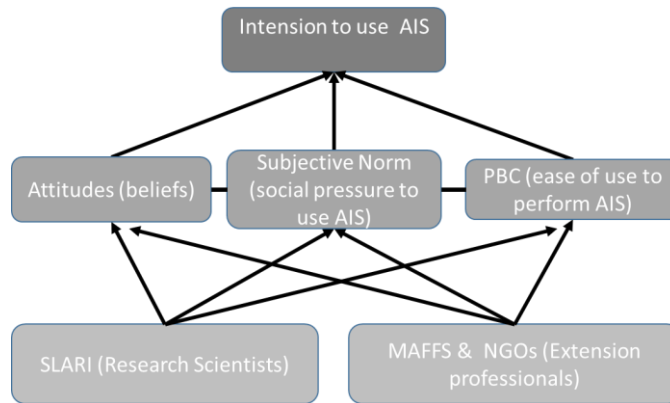 Intension to use AIS
Attitudes (beliefs)
Subjective Norm
(social pressure to
use AIS)
PBC (ease of use to
perform AIS)
SLARI (Research Scientists)
MAFFS & NGOs (Extension
professionals)